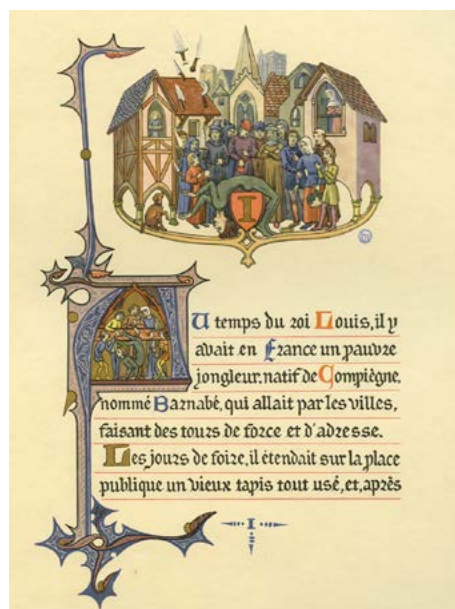 I
AU temps du roi Louis, il y
avait en France un pauvre
jongleur, natif de Compiègne,
nommé Barnabé, qui allait par les villes,
faisant des tours de force et d'adresse.
Les jours de foire, il étendait sur la place
publique un vieux tapis tout usé, et, après
I